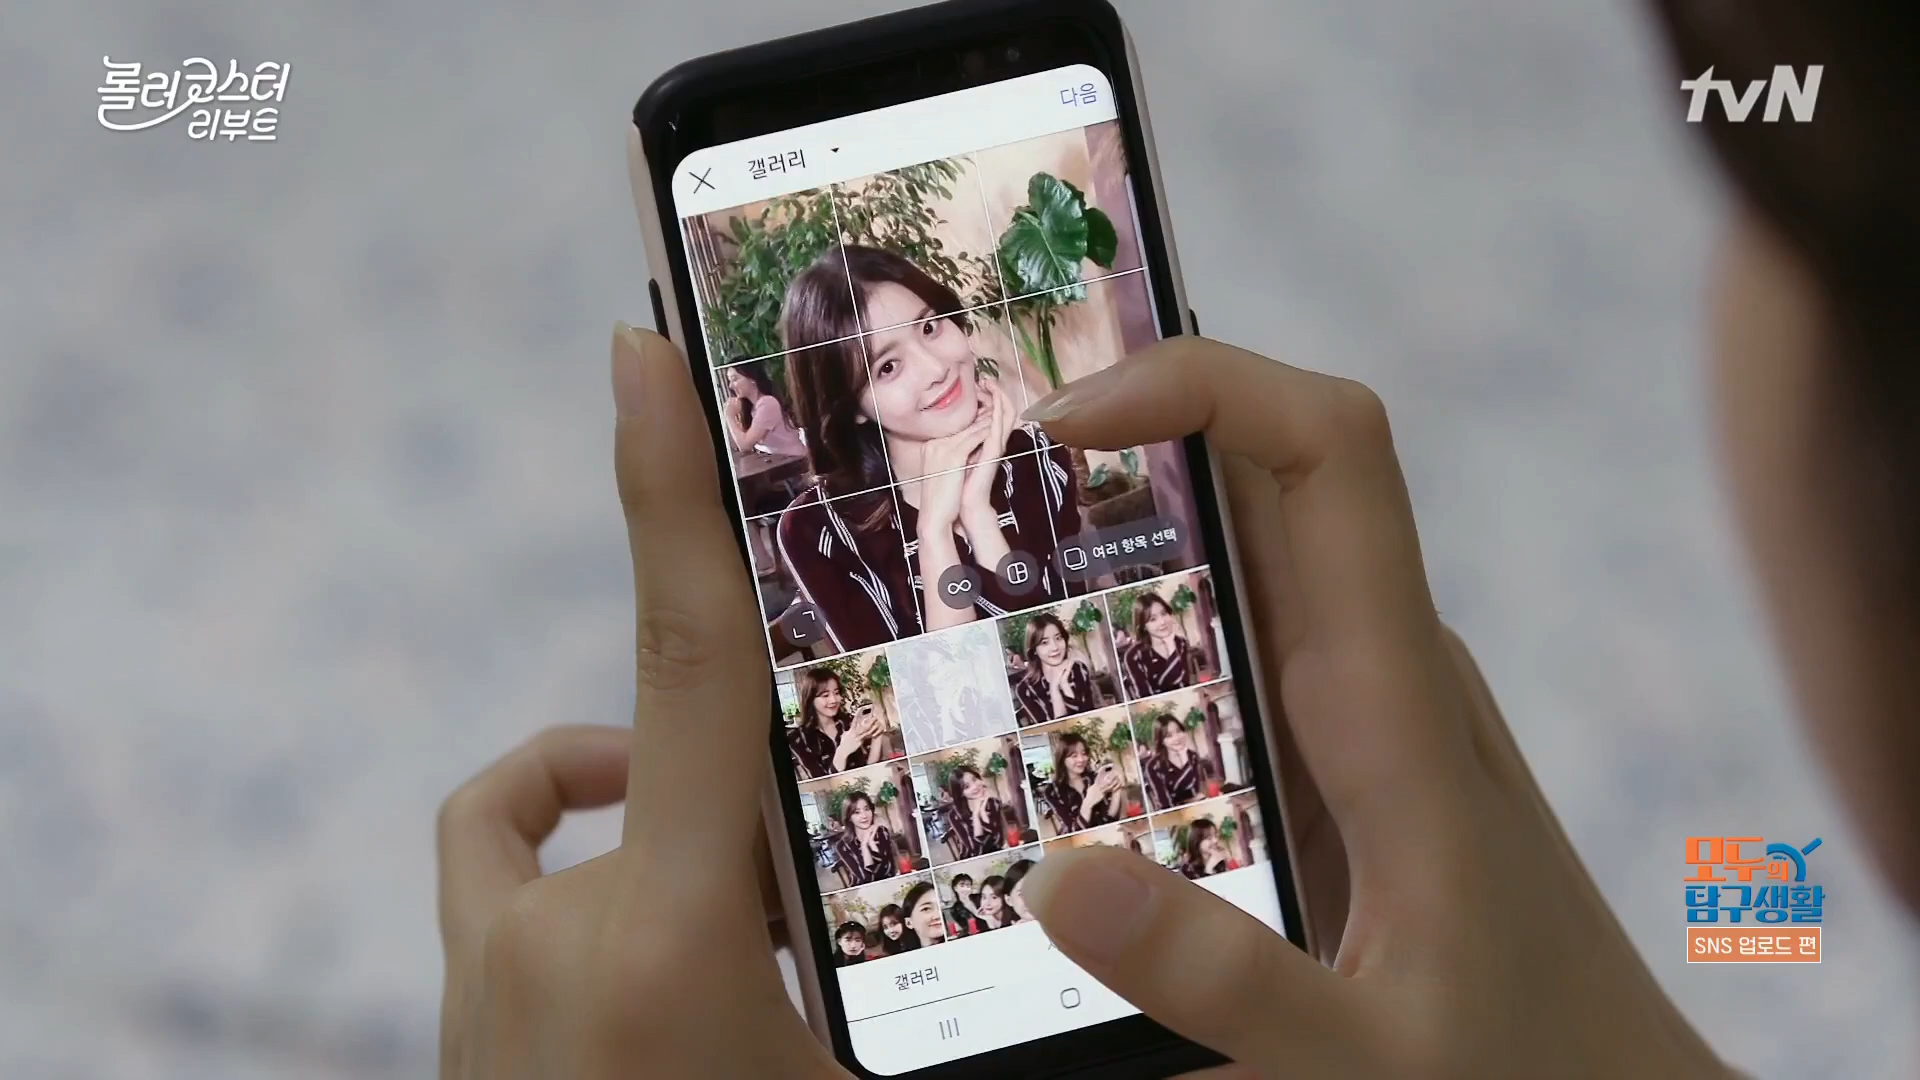 롤러코스터
리부트
tvN
다음
갤러리
여러 항목 선택
갤러리
모두의
탐구생활
SNS 업로드 편